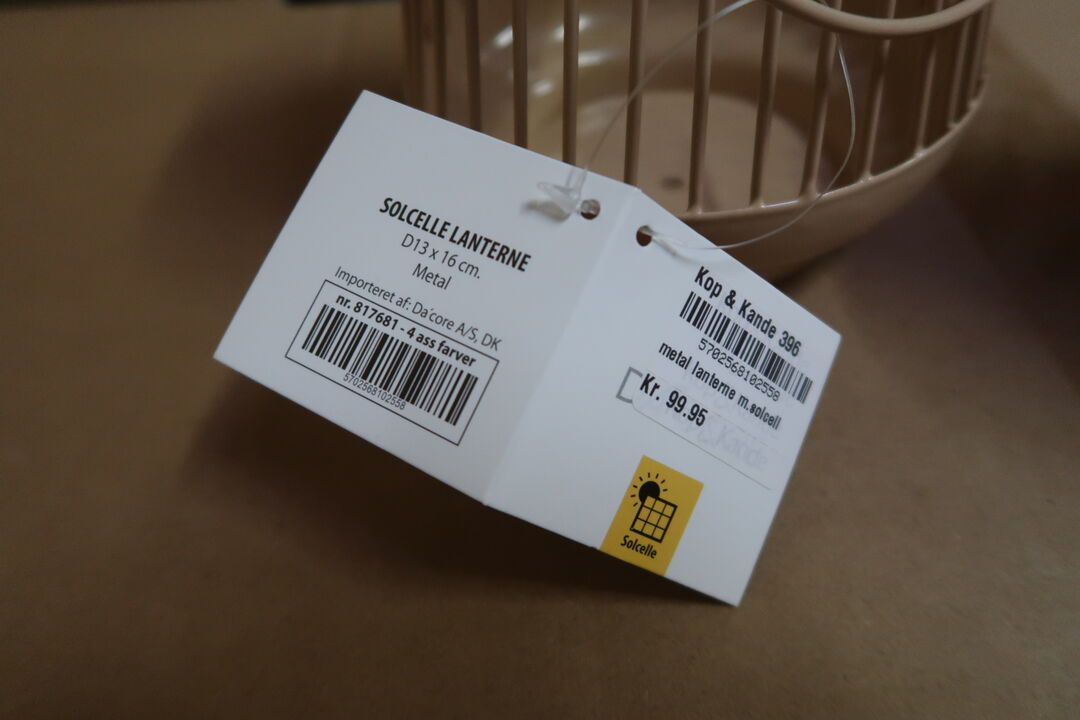 SOLCELLE LANTERNE
D13 x 16 cm.
Metal
Importeret af: Da'core A/S, DK
nr. 817681 - 4 ass farver
5702568102558
Kop & Kande 396
5702568102558
metal lanterne m.solcell
Kr. 99.95
Solcelle